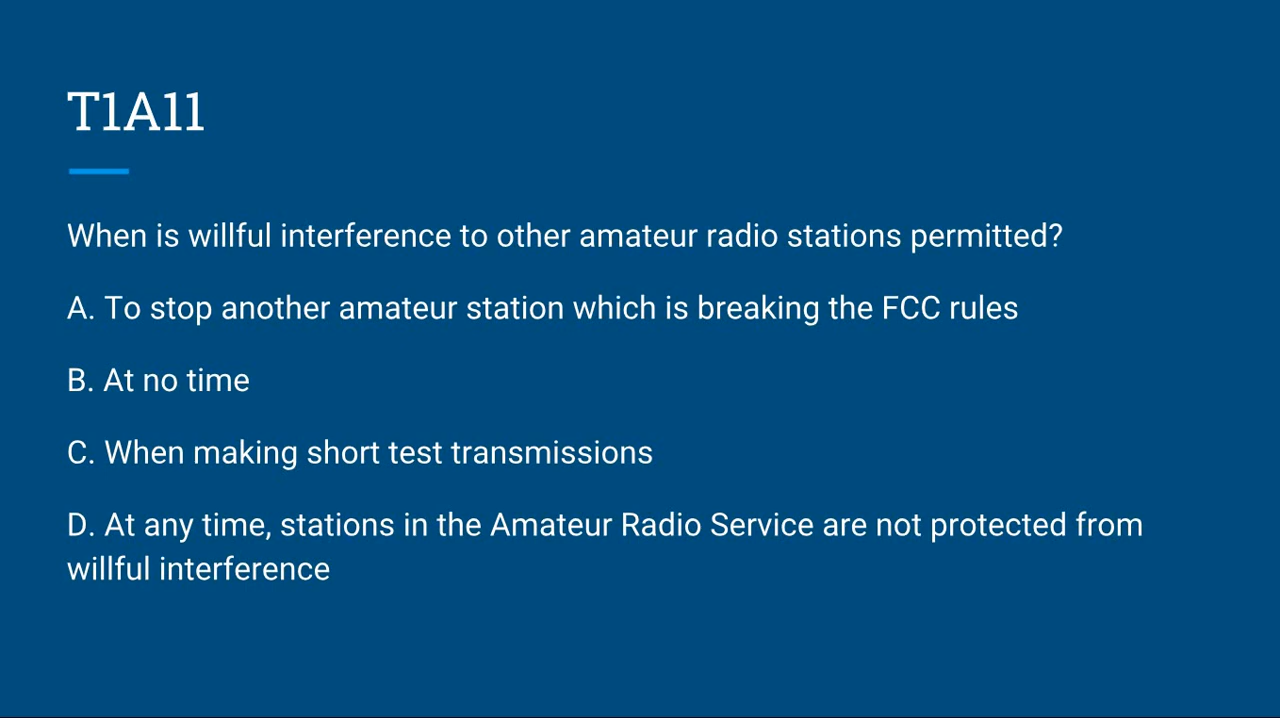 T1A11
When is willful interference to other amateur radio stations permitted?
A. To stop another amateur station which is breaking the FCC rules
B. At no time
C. When making short test transmissions
D. At any time, stations in the Amateur Radio Service are not protected from
willful interference